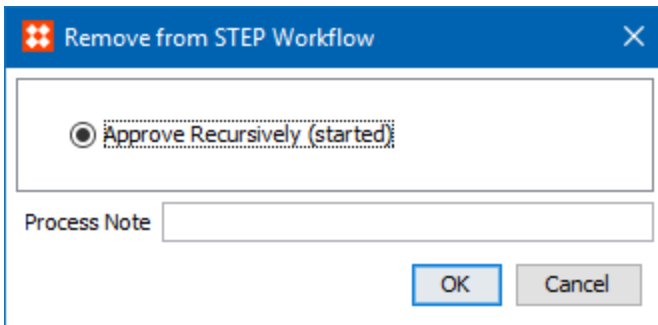 Remove from STEP Workflow
Approve Recursively (started)
Process Note
OK Cancel